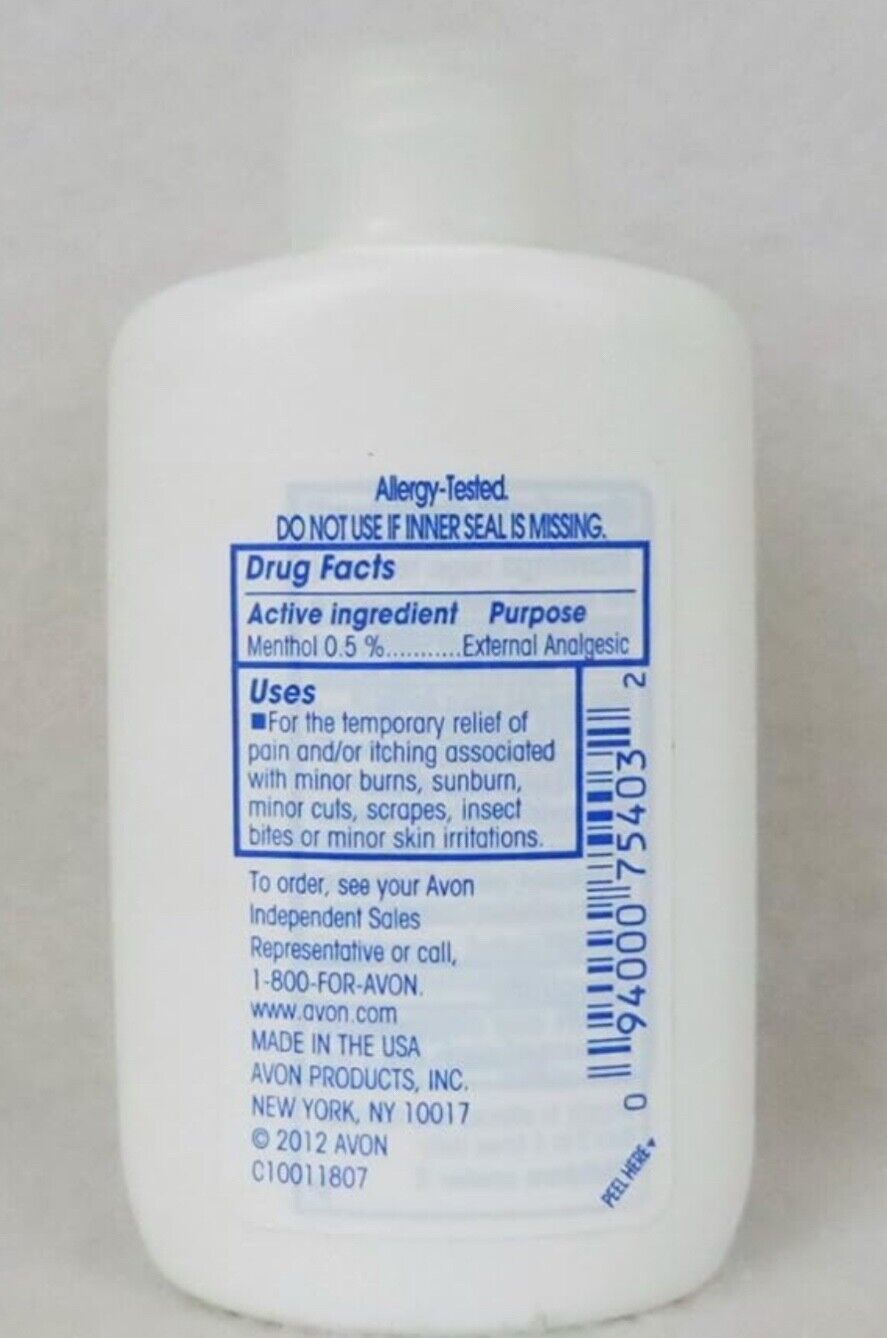 Allergy-Tested.
DO NOT USE IF INNER SEAL IS MISSING.
Drug Facts
Active ingredient Purpose
Menthol 0.5 %...........External Analgesic
Uses
■For the temporary relief of
pain and/or itching associated
with minor burns, sunburn,
minor cuts, scrapes, insect
bites or minor skin irritations.
To order, see your Avon
Independent Sales
Representative or call,
1-800-FOR-AVON.
www.avon.com
MADE IN THE USA
AVON PRODUCTS, INC.
NEW YORK, NY 10017
© 2012 AVON
C10011807
0 94000 75403 2
PEEL HERE▼